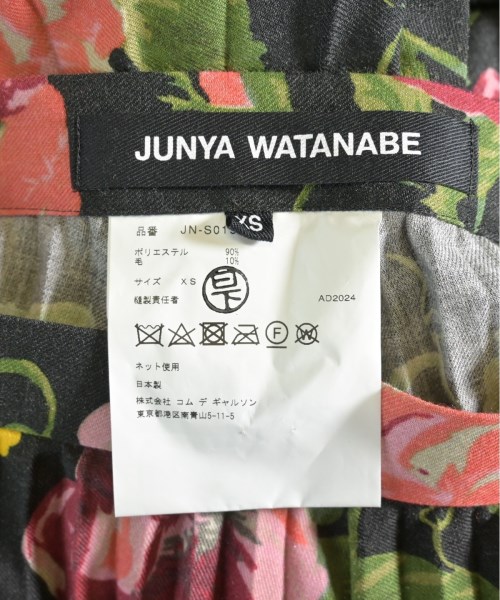 JUNYA WATANABE
XS
品番 JN-S01
ポリエステル 90%
毛 10%
サイズ XS
縫製責任者 AD2024
F W
ネット使用
日本製
株式会社 コム デ ギャルソン
東京都港区南青山5-11-5